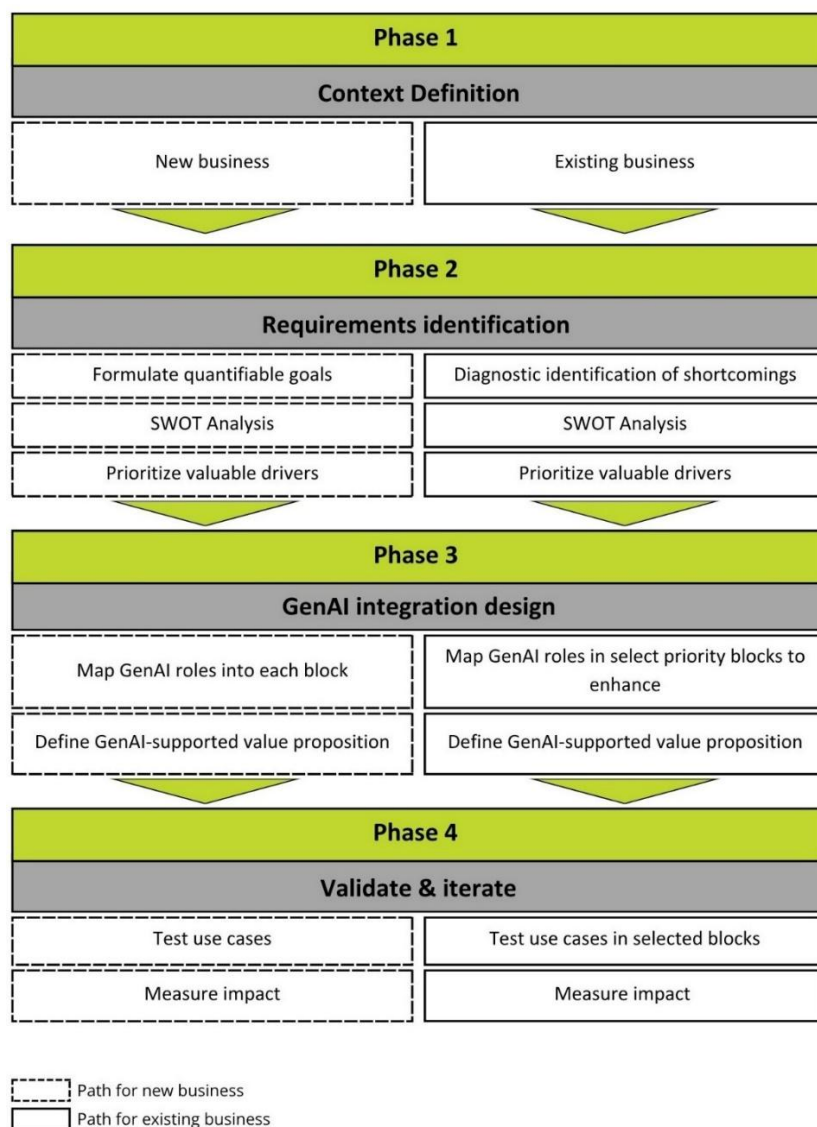 Phase 1
Context Definition
New business
Existing business
Phase 2
Requirements identification
Formulate quantifiable goals
Diagnostic identification of shortcomings
SWOT Analysis
SWOT Analysis
Prioritize valuable drivers
Prioritize valuable drivers
Phase 3
GenAI integration design
Map GenAI roles into each block
Map GenAI roles in select priority blocks to
enhance
Define GenAI-supported value proposition
Define GenAI-supported value proposition
Phase 4
Validate & iterate
Test use cases
Test use cases in selected blocks
Measure impact
Measure impact
Path for new business
Path for existing business